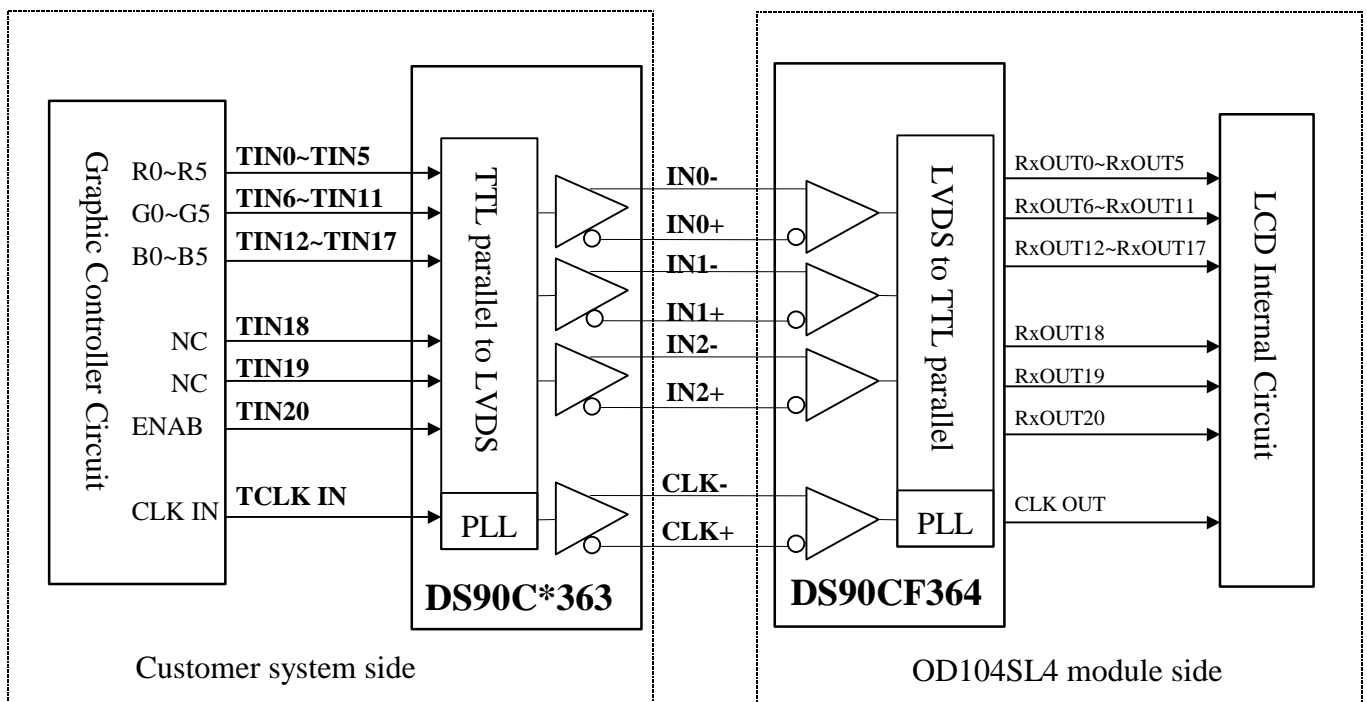 Graphic Controller Circuit
R0~R5
G0~G5
B0~B5
NC
NC
ENAB
CLK IN
TIN0~TIN5
TIN6~TIN11
TIN12~TIN17
TIN18
TIN19
TIN20
TCLK IN
TTL parallel to LVDS
PLL
DS90C*363
Customer system side
IN0-
IN0+
IN1-
IN1+
IN2-
IN2+
CLK-
CLK+
LVDS to TTL parallel
PLL
DS90CF364
RxOUT0~RxOUT5
RxOUT6~RxOUT11
RxOUT12~RxOUT17
RxOUT18
RxOUT19
RxOUT20
CLK OUT
LCD Internal Circuit
OD104SL4 module side